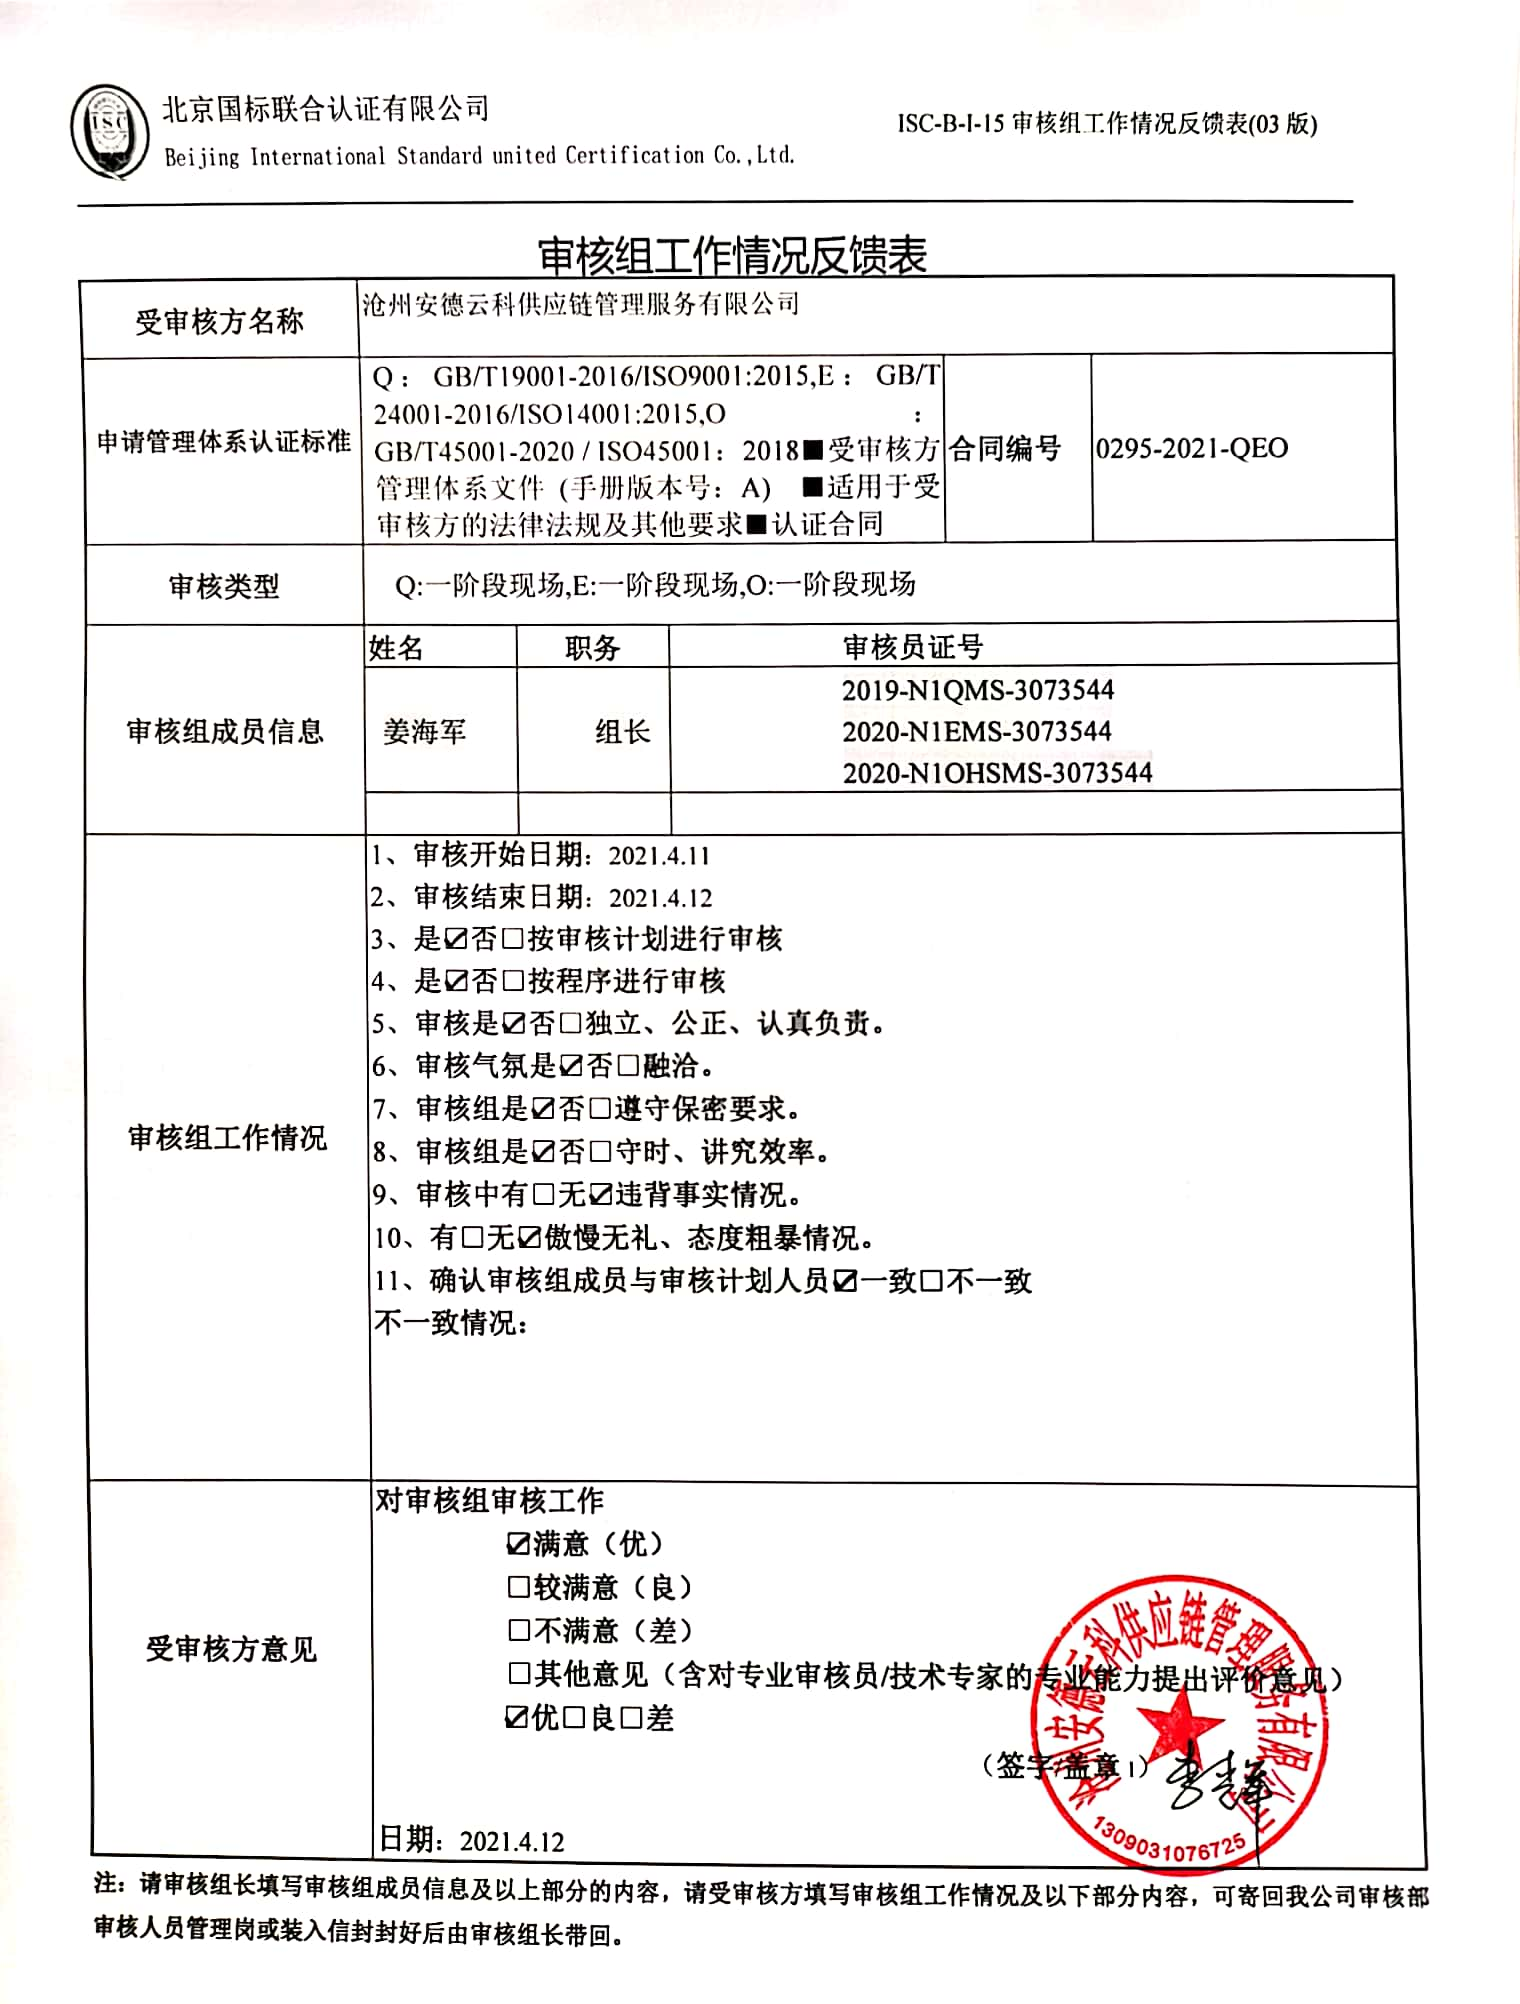 ISC
北京国标联合认证有限公司
Beijing International Standard united Certification Co.,Ltd.
ISC-B-I-15 审核组工作情况反馈表(03 版)
审核组工作情况反馈表
受审核方名称
沧州安德云科供应链管理服务有限公司
申请管理体系认证标准
Q： GB/T19001-2016/ISO9001:2015,E： GB/T
24001-2016/ISO14001:2015,O ：
GB/T45001-2020 / ISO45001：2018■受审核方
管理体系文件（手册版本号：A) ■适用于受
审核方的法律法规及其他要求■认证合同
合同编号
0295-2021-QEO
审核类型
Q:一阶段现场,E:一阶段现场,O:一阶段现场
审核组成员信息
姓名 职务 审核员证号
姜海军 组长
2019-N1QMS-3073544
2020-N1EMS-3073544
2020-N1OHSMS-3073544
审核组工作情况
1、审核开始日期：2021.4.11
2、审核结束日期：2021.4.12
3、是☑否□按审核计划进行审核
4、是☑否□按程序进行审核
5、审核是☑否□独立、公正、认真负责。
6、审核气氛是☑否□融洽。
7、审核组是☑否□遵守保密要求。
8、审核组是☑否□守时、讲究效率。
9、审核中有□无☑违背事实情况。
10、有□无☑傲慢无礼、态度粗暴情况。
11、确认审核组成员与审核计划人员☑一致□不一致
不一致情况：
受审核方意见
对审核组审核工作
☑满意（优）
□较满意（良）
□不满意（差）
□其他意见（含对专业审核员/技术专家的专业能力提出评价意见）
☑优□良□差
（签字/盖章）
沧州安德云科供应链管理服务有限公司
1309031076725
日期：2021.4.12
注：请审核组长填写审核组成员信息及以上部分的内容，请受审核方填写审核组工作情况及以下部分内容，可寄回我公司审核部
审核人员管理岗或装入信封封好后由审核组长带回。